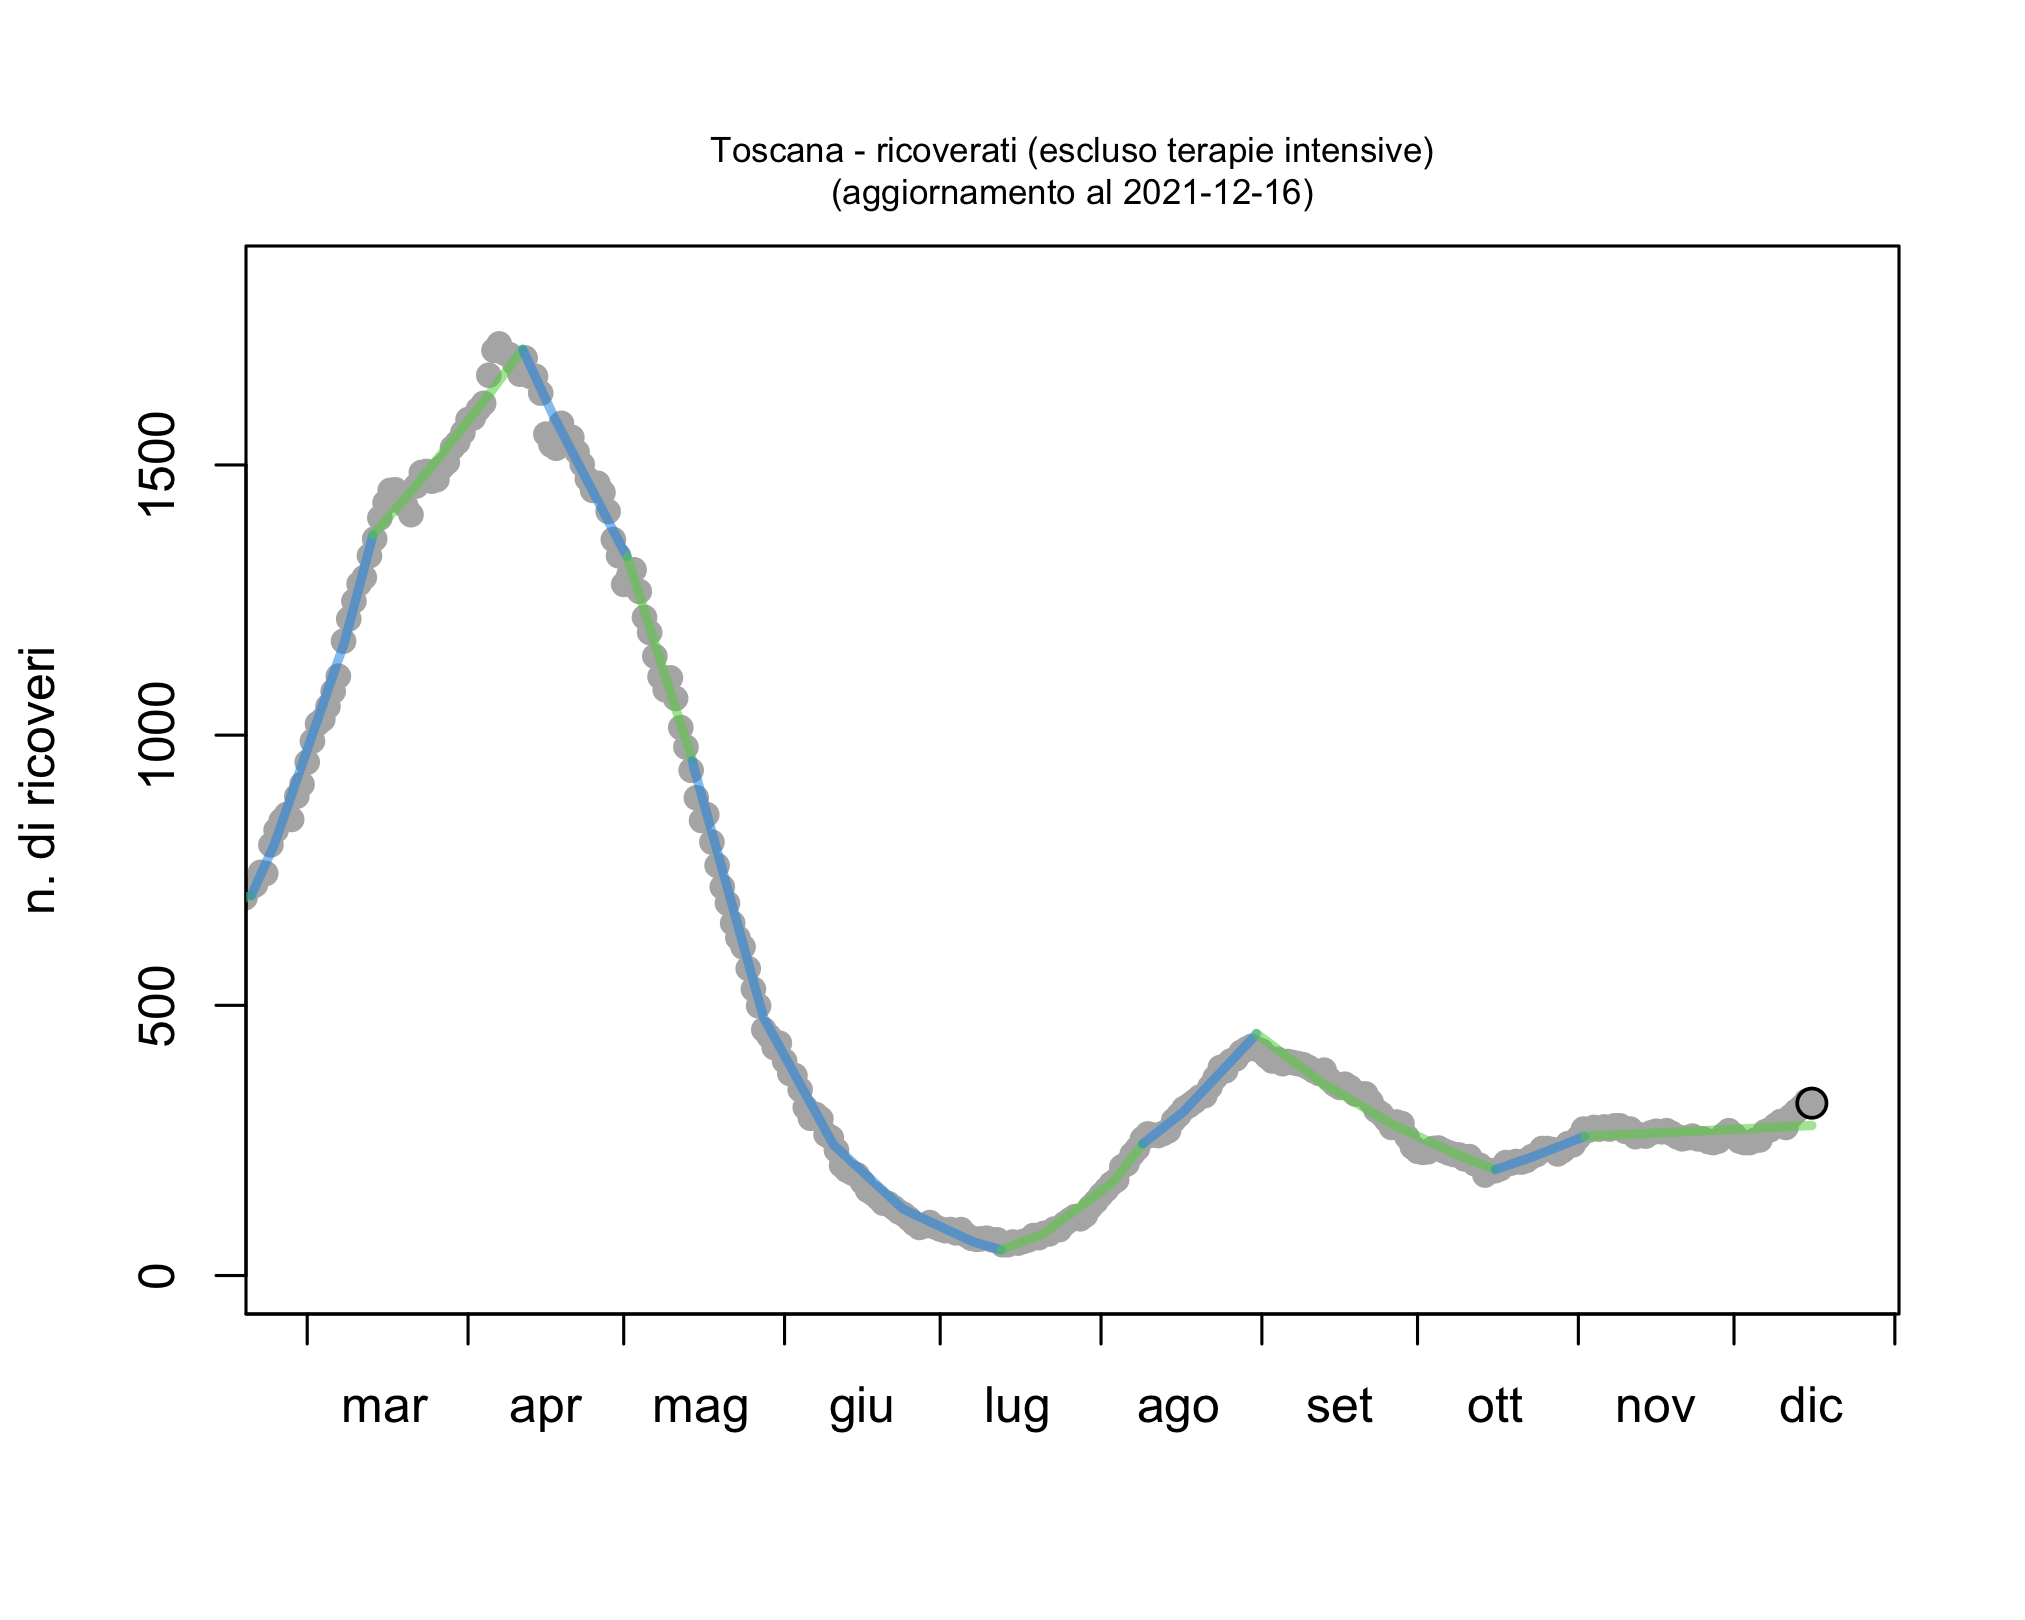 Toscana - ricoverati (escluso terapie intensive)
(aggiornamento al 2021-12-16)
n. di ricoveri
1500
1000
500
0
mar apr mag giu lug ago set ott nov dic